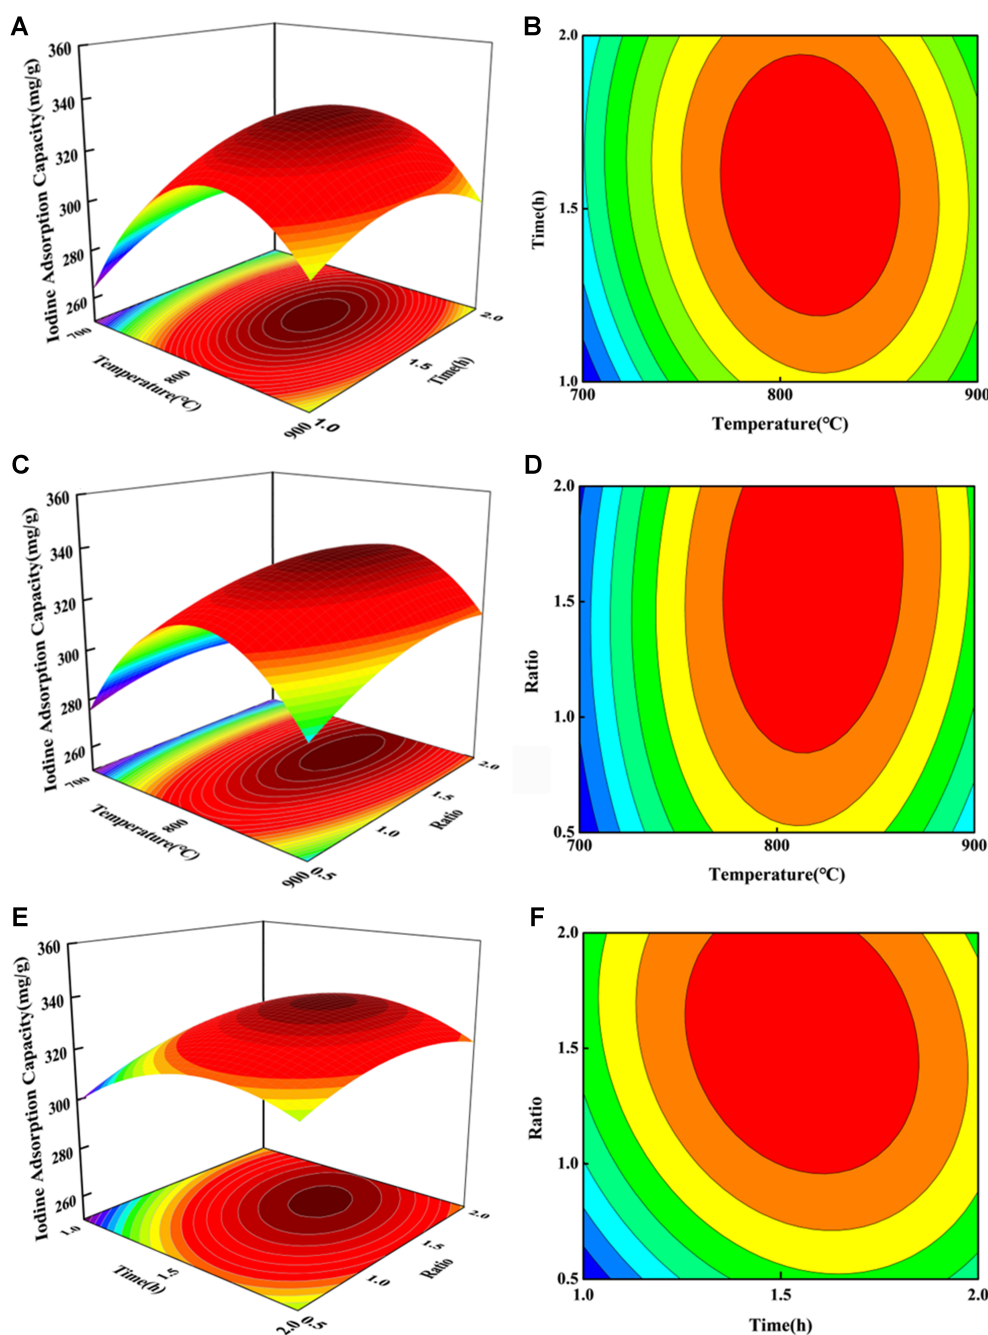 A
360
340
320
300
280
260
Iodine Adsorption Capacity(mg/g)
700
800
900
Temperature(℃)
1.0
1.5
2.0
Time(h)
B
2.0
1.5
1.0
Time(h)
700
800
900
Temperature(℃)
C
360
340
320
300
280
260
Iodine Adsorption Capacity(mg/g)
700
800
900
Temperature(℃)
0.5
1.0
1.5
2.0
Ratio
D
2.0
1.5
1.0
0.5
Ratio
700
800
900
Temperature(℃)
E
360
340
320
300
280
260
Iodine Adsorption Capacity(mg/g)
1.0
1.5
2.0
Time(h)
0.5
1.0
1.5
2.0
Ratio
F
2.0
1.5
1.0
0.5
Ratio
1.0
1.5
2.0
Time(h)